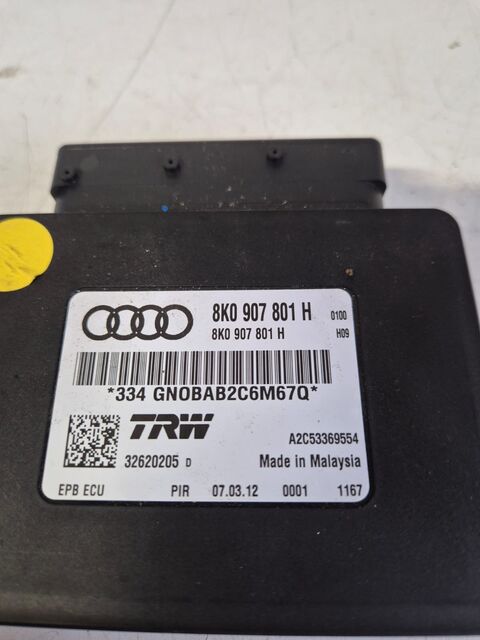 8K0 907 801 H 0100
8K0 907 801 H H09
*334 GN0BAB2C6M67Q*
TRW A2C53369554
32620205 D Made in Malaysia
EPB ECU PIR 07.03.12 0001 1167